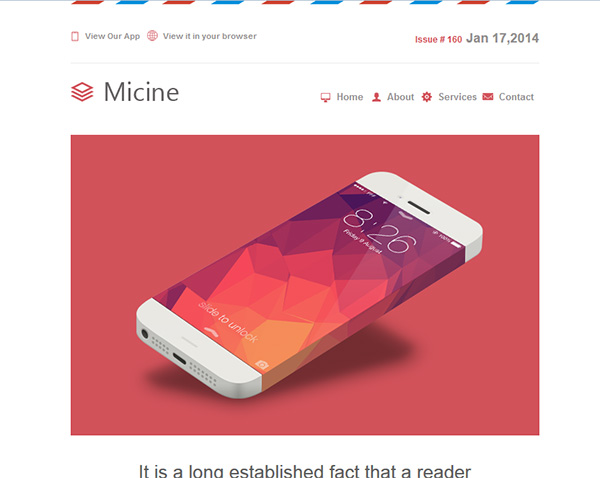 View Our App View it in your browser Issue # 160 Jan 17,2014
Micine
Home About Services Contact
100%
8:26
Friday 9 August
slide to unlock
It is a long established fact that a reader